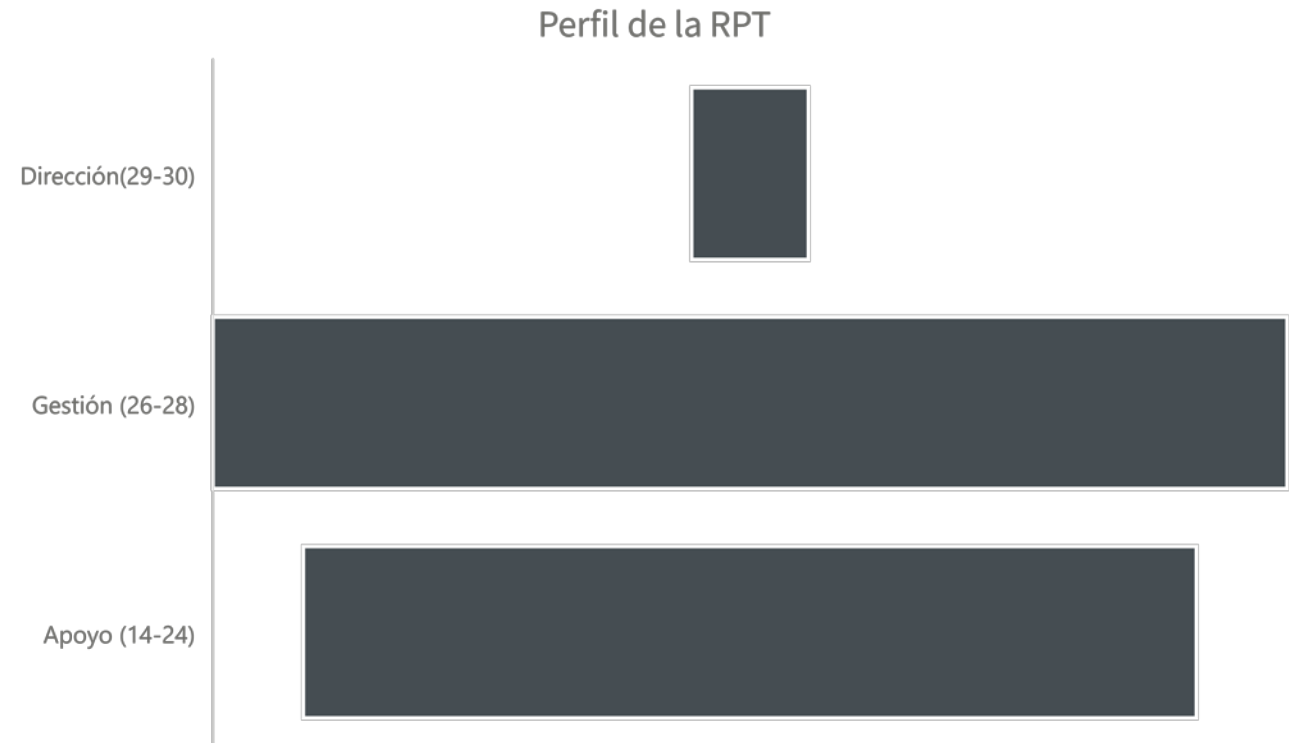 Perfil de la RPT
Dirección(29-30)
Gestión (26-28)
Apoyo (14-24)